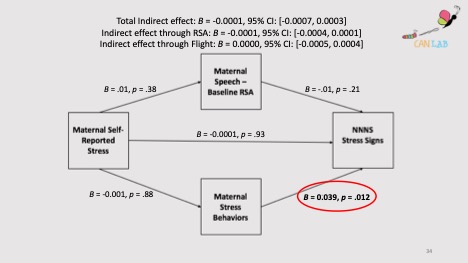 Total Indirect effect: B = -0.0001, 95% CI: [-0.0007, 0.0003]
Indirect effect through RSA: B = -0.0001, 95% CI: [-0.0004, 0.0001]
Indirect effect through Flight: B = 0.0000, 95% CI: [-0.0005, 0.0004]
CAN LAB
Maternal
Speech –
Baseline RSA
B = .01, p = .38
B = -.01, p = .21
Maternal Self-
Reported
Stress
B = -0.0001, p = .93
NNNS
Stress Signs
B = -0.001, p = .88
Maternal
Stress
Behaviors
B = 0.039, p = .012
34